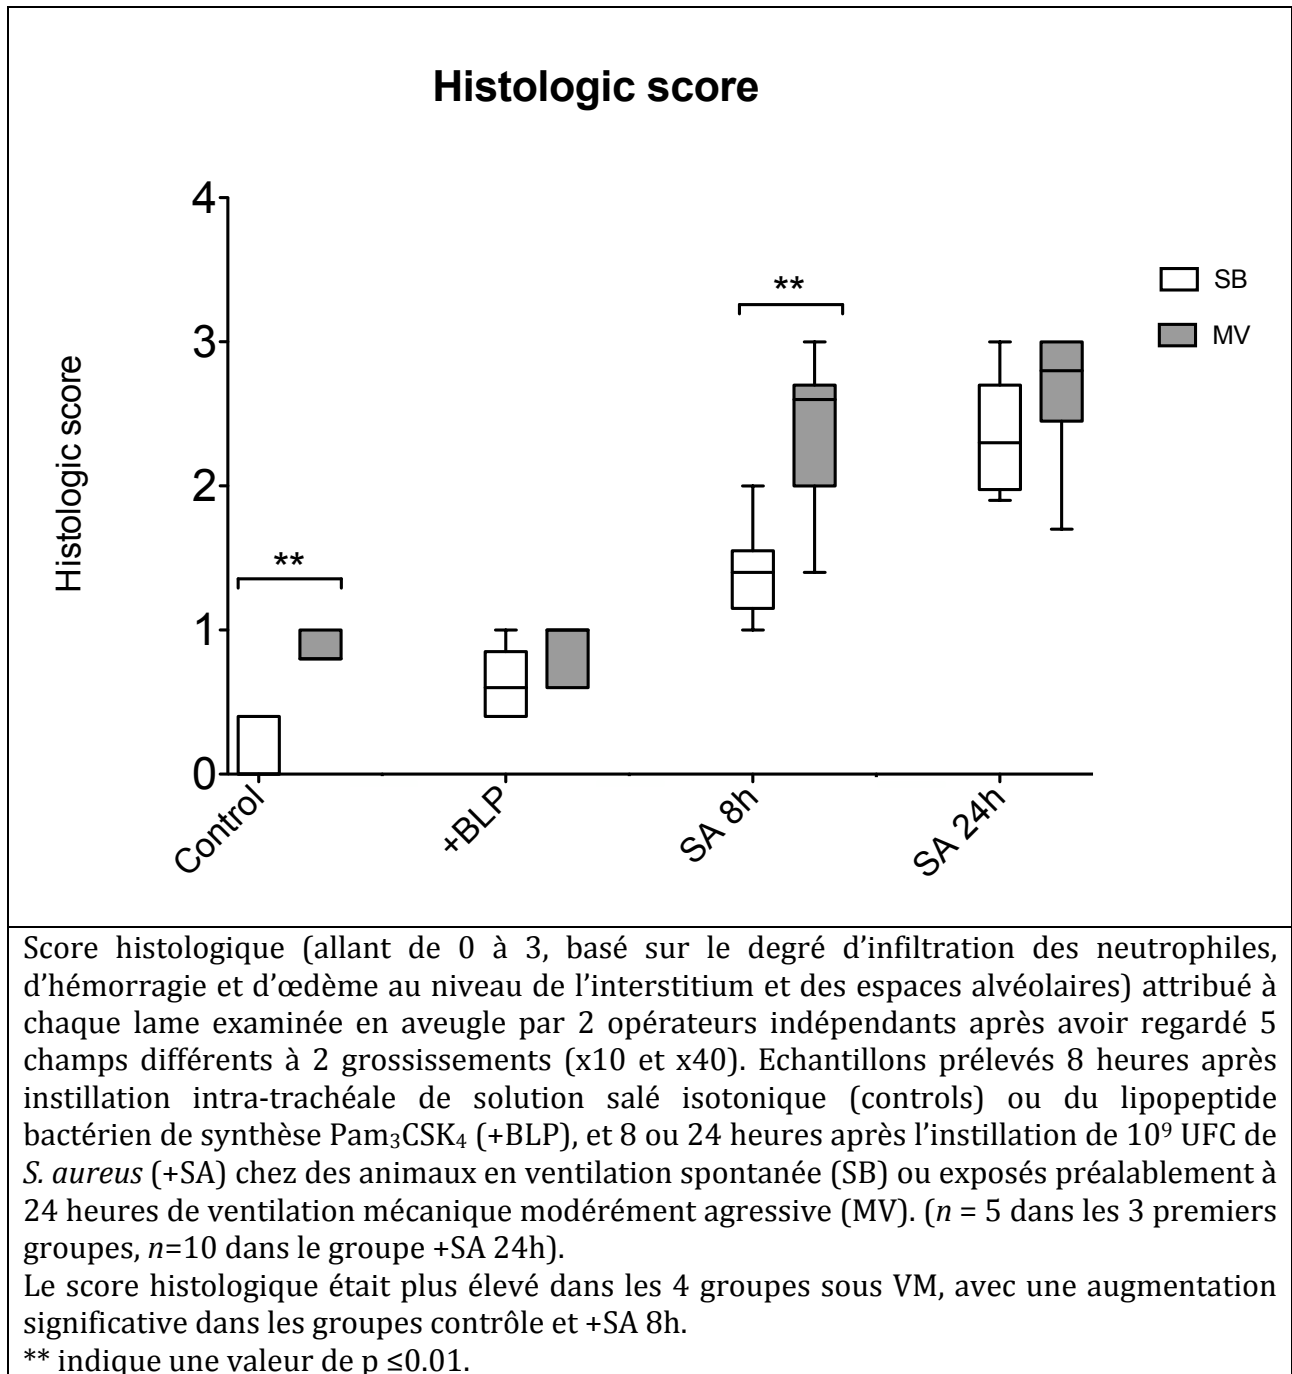 Histologic score
4
3
2
1
0
Histologic score
**
**
SB
MV
Control
+BLP
SA 8h
SA 24h
Score histologique (allant de 0 à 3, basé sur le degré d’infiltration des neutrophiles,
d’hémorragie et d’œdème au niveau de l’interstitium et des espaces alvéolaires) attribué à
chaque lame examinée en aveugle par 2 opérateurs indépendants après avoir regardé 5
champs différents à 2 grossissements (x10 et x40). Echantillons prélevés 8 heures après
instillation intra-trachéale de solution salé isotonique (controls) ou du lipopeptide
bactérien de synthèse Pam₃CSK₄ (+BLP), et 8 ou 24 heures après l’instillation de 10⁹ UFC de
S. aureus (+SA) chez des animaux en ventilation spontanée (SB) ou exposés préalablement à
24 heures de ventilation mécanique modérément agressive (MV). (n = 5 dans les 3 premiers
groupes, n=10 dans le groupe +SA 24h).
Le score histologique était plus élevé dans les 4 groupes sous VM, avec une augmentation
significative dans les groupes contrôle et +SA 8h.
** indique une valeur de p ≤0.01.